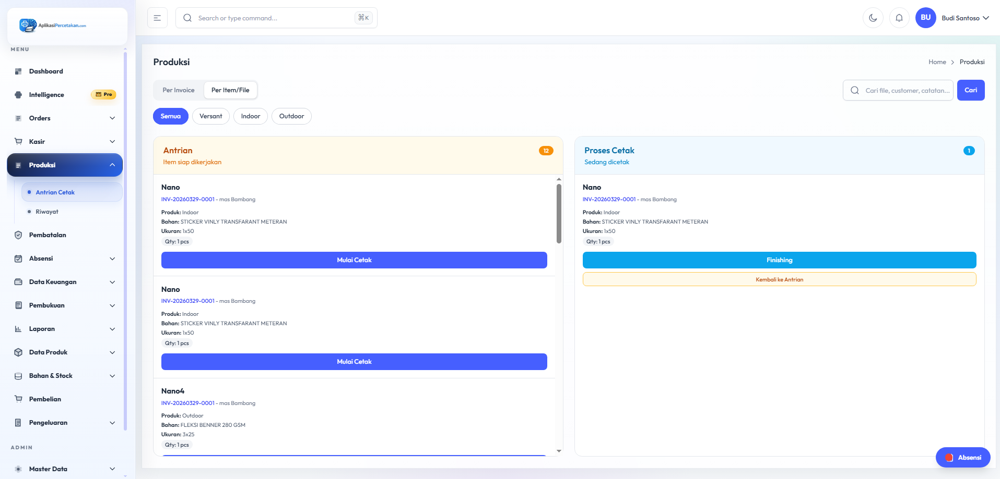 AplikasiPercetakan.com
MENU
Dashboard
Intelligence
Pro
Orders
Kasir
Produksi
Antrian Cetak
Riwayat
Pembatalan
Absensi
Data Keuangan
Pembukuan
Laporan
Data Produk
Bahan & Stock
Pembelian
Pengeluaran
ADMIN
Master Data
Search or type command...
⌘K
BU
Budi Santoso
Produksi
Home > Produksi
Per Invoice
Per Item/File
Cari file, customer, catatan...
Cari
Semua
Versant
Indoor
Outdoor
Antrian
12
Item siap dikerjakan
Nano
INV-20260329-0001 - mas Bambang
Produk: Indoor
Bahan: STICKER VINLY TRANSFARANT METERAN
Ukuran: 1x50
Qty: 1 pcs
Mulai Cetak
Nano
INV-20260329-0001 - mas Bambang
Produk: Indoor
Bahan: STICKER VINLY TRANSFARANT METERAN
Ukuran: 1x50
Qty: 1 pcs
Mulai Cetak
Nano4
INV-20260329-0001 - mas Bambang
Produk: Outdoor
Bahan: FLEKSI BENNER 280 GSM
Ukuran: 3x25
Qty: 1 pcs
Proses Cetak
1
Sedang dicetak
Nano
INV-20260329-0001 - mas Bambang
Produk: Indoor
Bahan: STICKER VINLY TRANSFARANT METERAN
Ukuran: 1x50
Qty: 1 pcs
Finishing
Kembali ke Antrian
Absensi